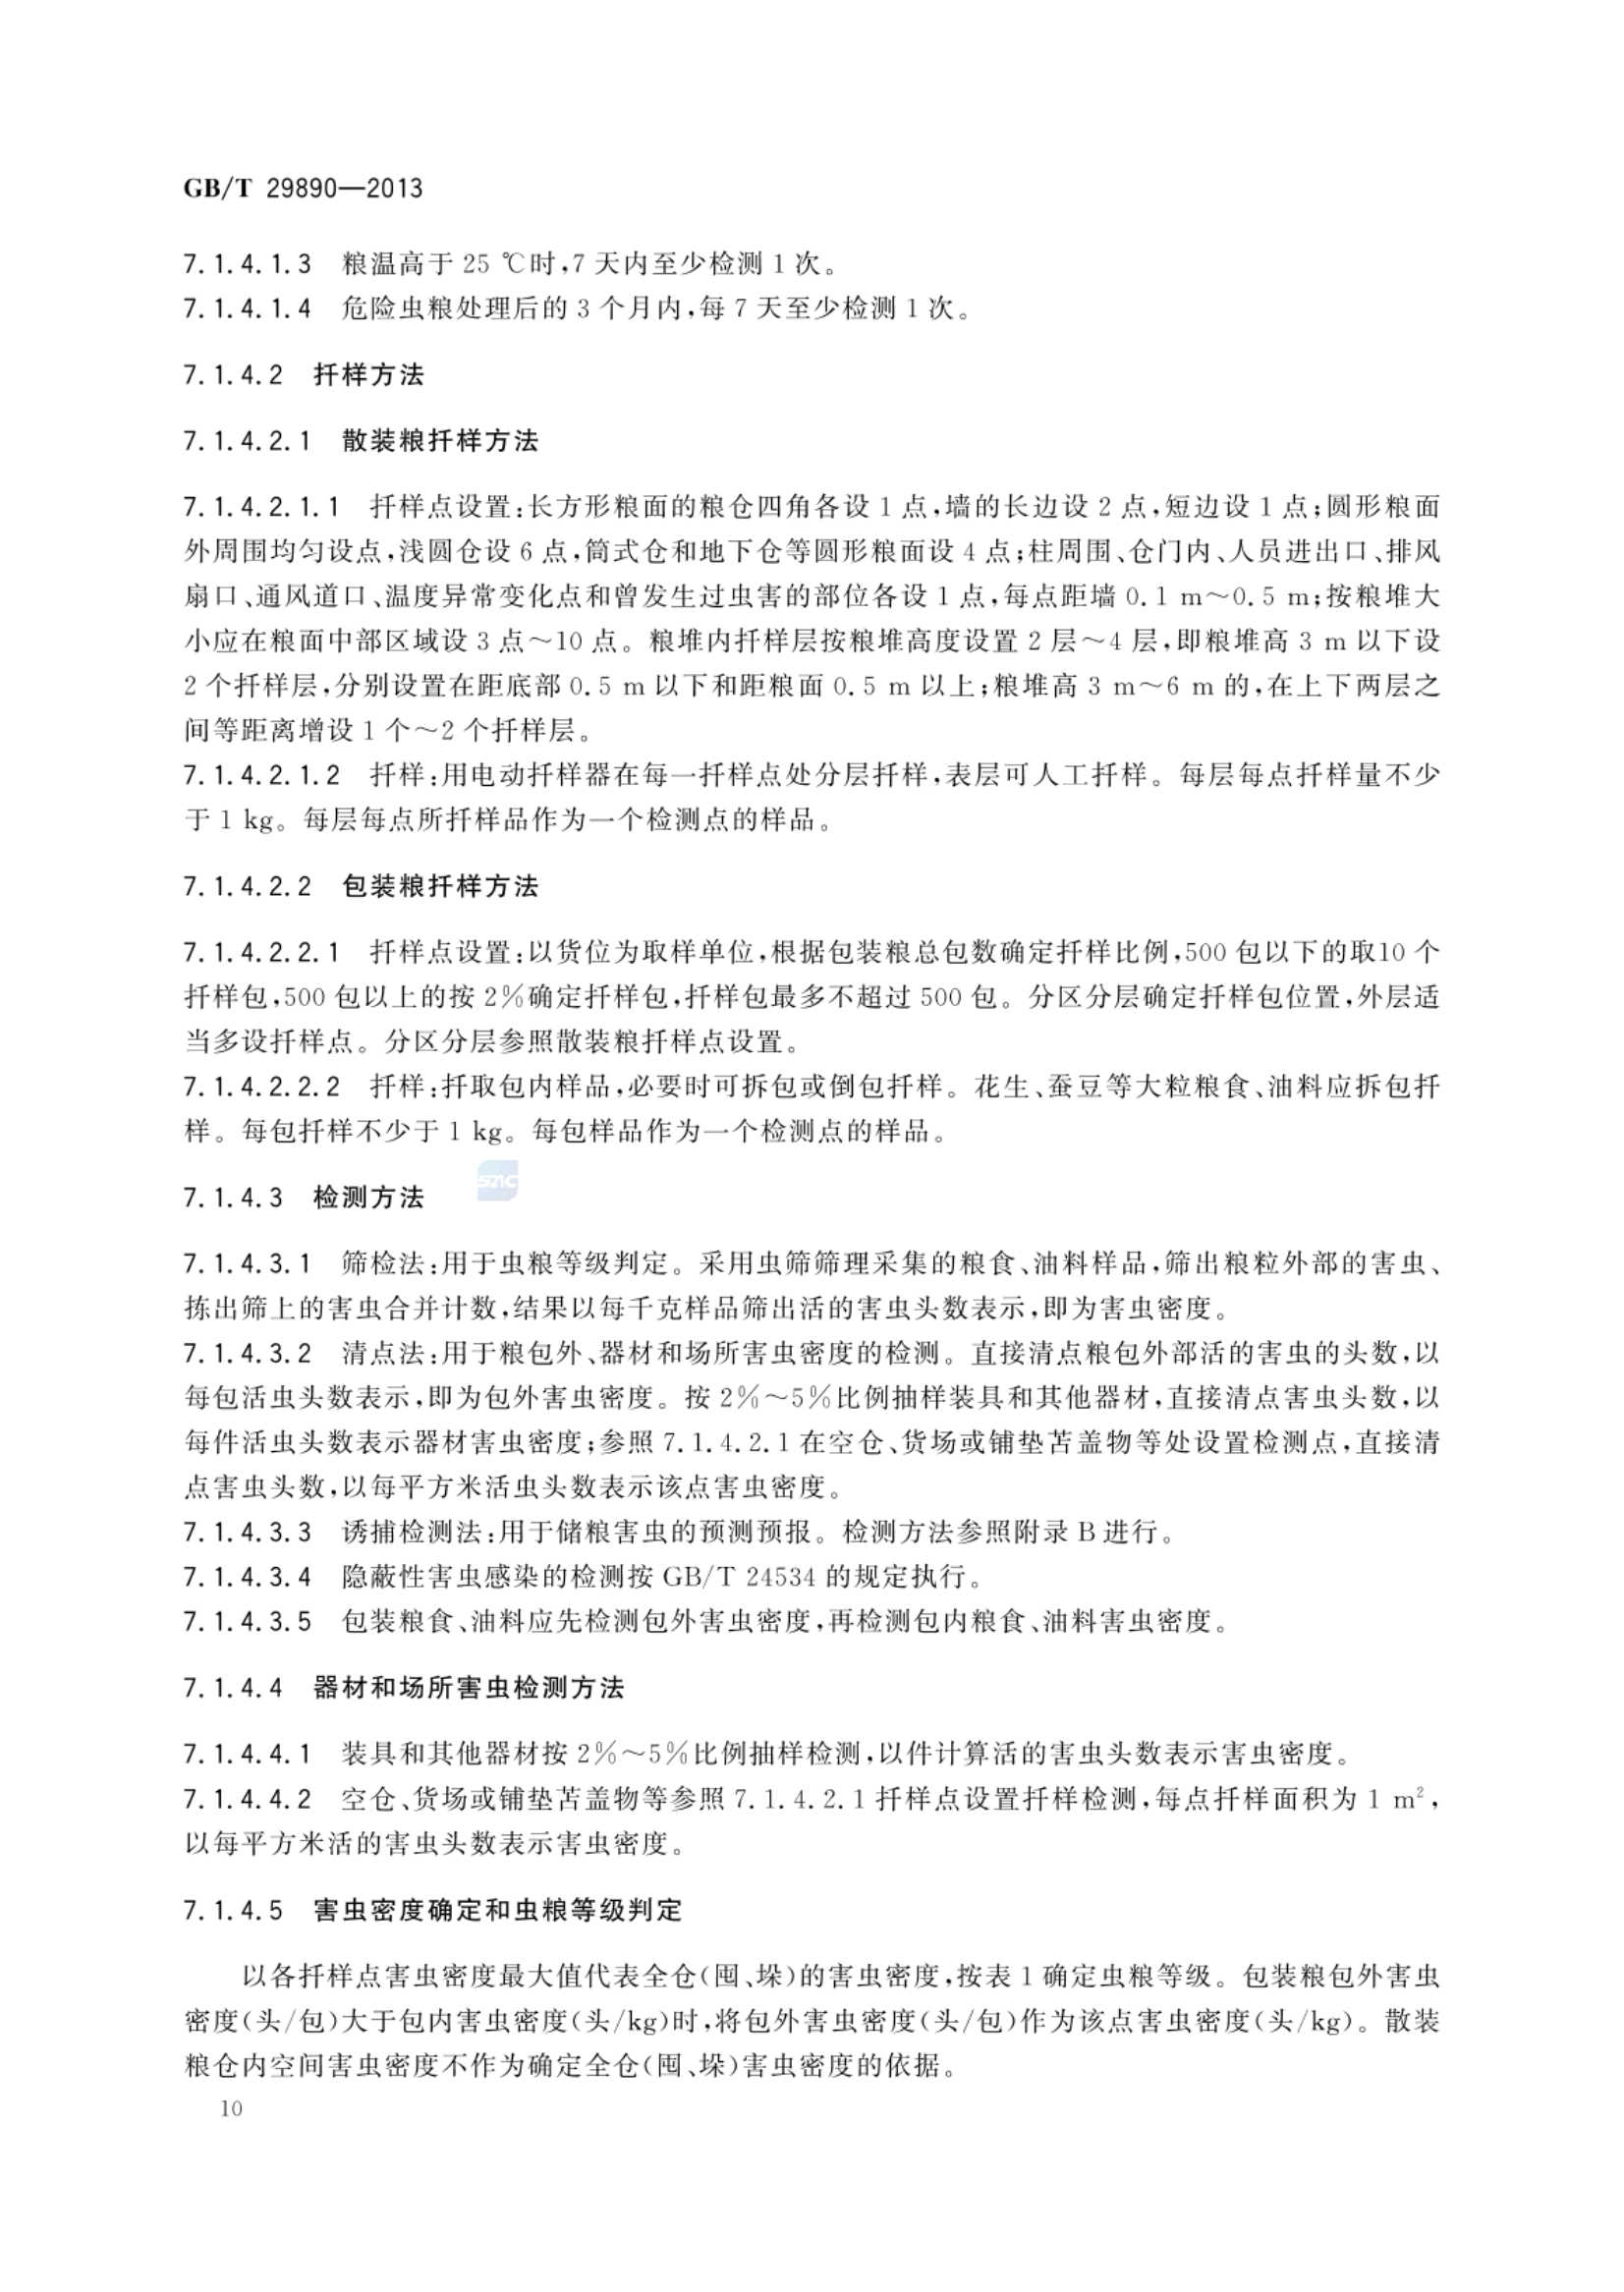 GB/T 29890—2013
7.1.4.1.3 粮温高于 25 ℃时,7 天内至少检测 1 次。
7.1.4.1.4 危险虫粮处理后的 3 个月内,每 7 天至少检测 1 次。
7.1.4.2 扦样方法
7.1.4.2.1 散装粮扦样方法
7.1.4.2.1.1 扦样点设置:长方形粮面的粮仓四角各设 1 点,墙的长边设 2 点,短边设 1 点;圆形粮面
外周围均匀设点,浅圆仓设 6 点,筒式仓和地下仓等圆形粮面设 4 点;柱周围、仓门内、人员进出口、排风
扇口、通风道口、温度异常变化点和曾发生过虫害的部位各设 1 点,每点距墙 0.1 m～0.5 m;按粮堆大
小应在粮面中部区域设 3 点～10 点。粮堆内扦样层按粮堆高度设置 2 层～4 层,即粮堆高 3 m 以下设
2 个扦样层,分别设置在距底部 0.5 m 以下和距粮面 0.5 m 以上;粮堆高 3 m～6 m 的,在上下两层之
间等距离增设 1 个～2 个扦样层。
7.1.4.2.1.2 扦样:用电动扦样器在每一扦样点处分层扦样,表层可人工扦样。每层每点扦样量不少
于 1 kg。每层每点所扦样品作为一个检测点的样品。
7.1.4.2.2 包装粮扦样方法
7.1.4.2.2.1 扦样点设置:以货位为取样单位,根据包装粮总包数确定扦样比例,500 包以下的取10 个
扦样包,500 包以上的按 2%确定扦样包,扦样包最多不超过 500 包。分区分层确定扦样包位置,外层适
当多设扦样点。分区分层参照散装粮扦样点设置。
7.1.4.2.2.2 扦样:扦取包内样品,必要时可拆包或倒包扦样。花生、蚕豆等大粒粮食、油料应拆包扦
样。每包扦样不少于 1 kg。每包样品作为一个检测点的样品。
SAC
7.1.4.3 检测方法
7.1.4.3.1 筛检法:用于虫粮等级判定。采用虫筛筛理采集的粮食、油料样品,筛出粮粒外部的害虫、
拣出筛上的害虫合并计数,结果以每千克样品筛出活的害虫头数表示,即为害虫密度。
7.1.4.3.2 清点法:用于粮包外、器材和场所害虫密度的检测。直接清点粮包外部活的害虫的头数,以
每包活虫头数表示,即为包外害虫密度。按 2%～5%比例抽样装具和其他器材,直接清点害虫头数,以
每件活虫头数表示器材害虫密度;参照 7.1.4.2.1 在空仓、货场或铺垫苫盖物等处设置检测点,直接清
点害虫头数,以每平方米活虫头数表示该点害虫密度。
7.1.4.3.3 诱捕检测法:用于储粮害虫的预测预报。检测方法参照附录 B 进行。
7.1.4.3.4 隐蔽性害虫感染的检测按 GB/T 24534 的规定执行。
7.1.4.3.5 包装粮食、油料应先检测包外害虫密度,再检测包内粮食、油料害虫密度。
7.1.4.4 器材和场所害虫检测方法
7.1.4.4.1 装具和其他器材按 2%～5%比例抽样检测,以件计算活的害虫头数表示害虫密度。
7.1.4.4.2 空仓、货场或铺垫苫盖物等参照 7.1.4.2.1 扦样点设置扦样检测,每点扦样面积为 1 m²,
以每平方米活的害虫头数表示害虫密度。
7.1.4.5 害虫密度确定和虫粮等级判定
以各扦样点害虫密度最大值代表全仓(囤、垛)的害虫密度,按表 1 确定虫粮等级。包装粮包外害虫
密度(头/包)大于包内害虫密度(头/kg)时,将包外害虫密度(头/包)作为该点害虫密度(头/kg)。散装
粮仓内空间害虫密度不作为确定全仓(囤、垛)害虫密度的依据。
10